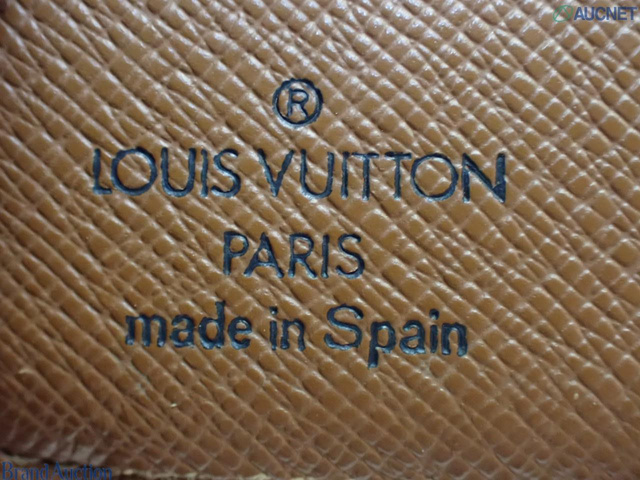 AUCNET
®
LOUIS VUITTON
PARIS
made in Spain
Brand Auction